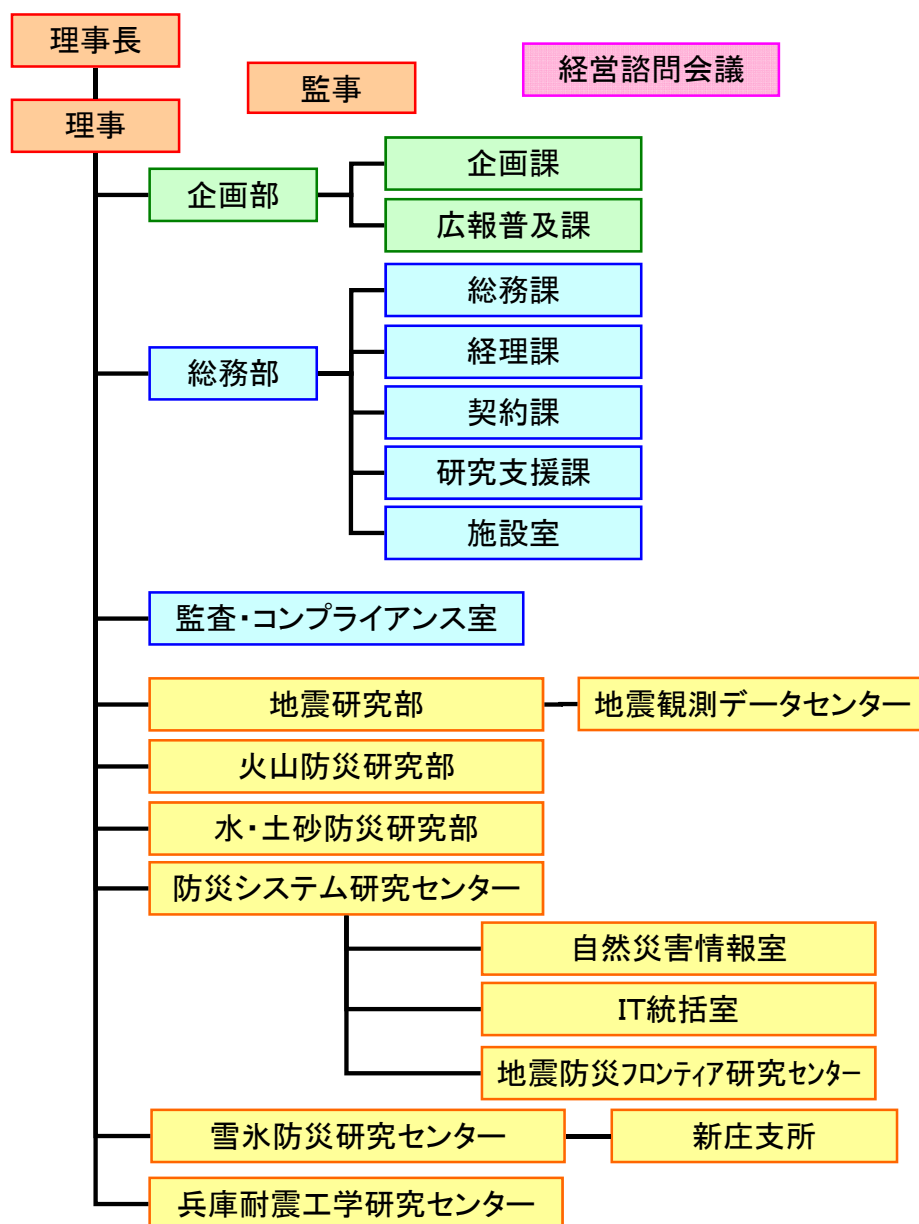 理事長
監事
経営諮問会議
理事
企画部
企画課
広報普及課
総務部
総務課
経理課
契約課
研究支援課
施設室
監査・コンプライアンス室
地震研究部
地震観測データセンター
火山防災研究部
水・土砂防災研究部
防災システム研究センター
自然災害情報室
IT統括室
地震防災フロンティア研究センター
雪氷防災研究センター
新庄支所
兵庫耐震工学研究センター